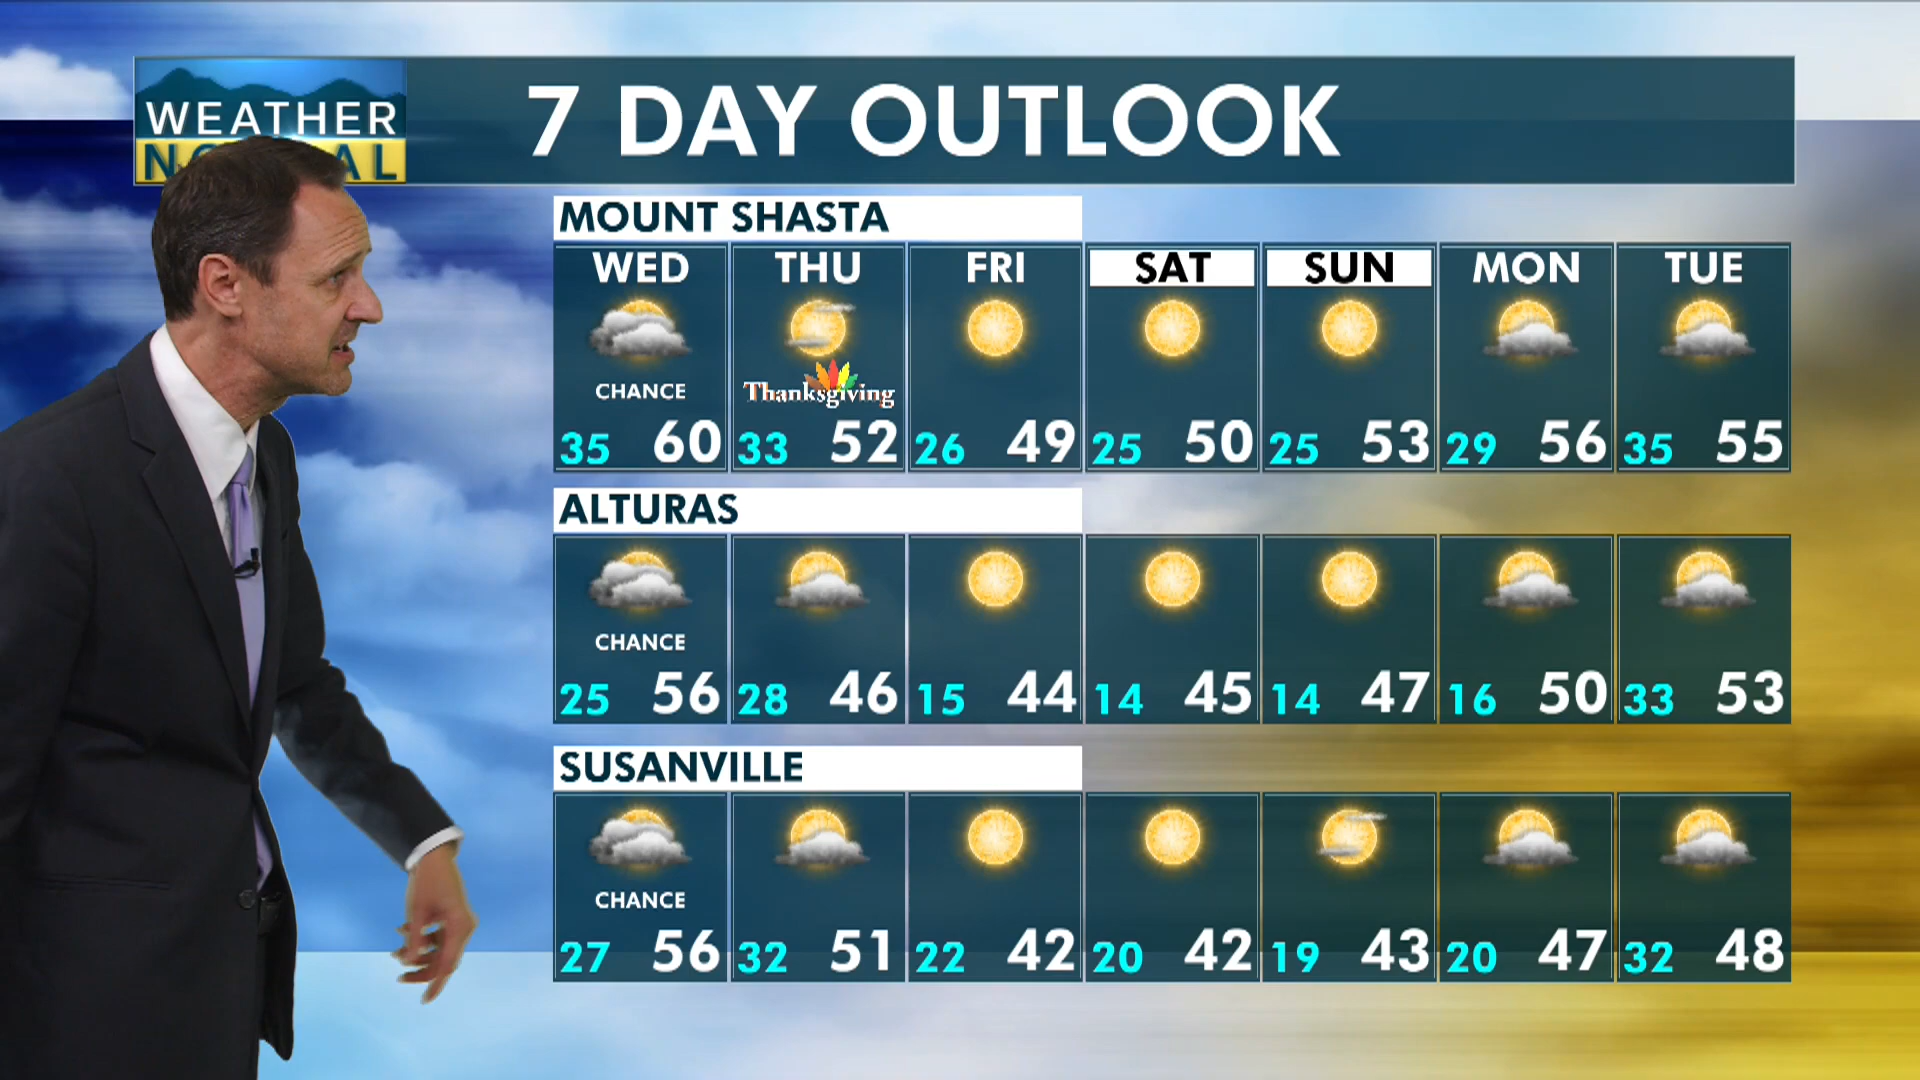 WEATHER
7 DAY OUTLOOK
MOUNT SHASTA
WED THU FRI SAT SUN MON TUE
CHANCE Thanksgiving
35 60 33 52 26 49 25 50 25 53 29 56 35 55
ALTURAS
CHANCE
25 56 28 46 15 44 14 45 14 47 16 50 33 53
SUSANVILLE
CHANCE
27 56 32 51 22 42 20 42 19 43 20 47 32 48